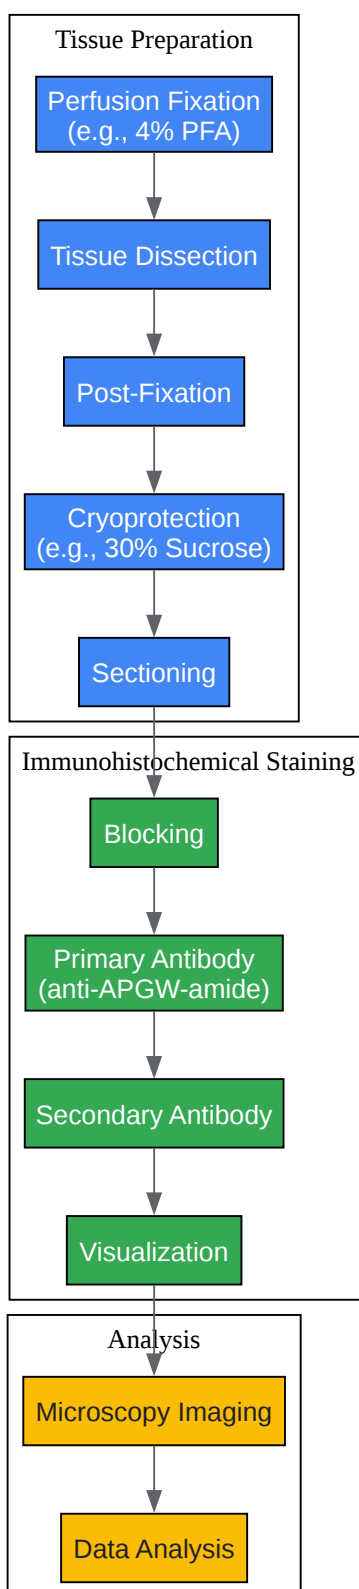 Tissue Preparation
Perfusion Fixation
(e.g., 4% PFA)
Tissue Dissection
Post-Fixation
Cryoprotection
(e.g., 30% Sucrose)
Sectioning
Immunohistochemical Staining
Blocking
Primary Antibody
(anti-APGW-amide)
Secondary Antibody
Visualization
Analysis
Microscopy Imaging
Data Analysis